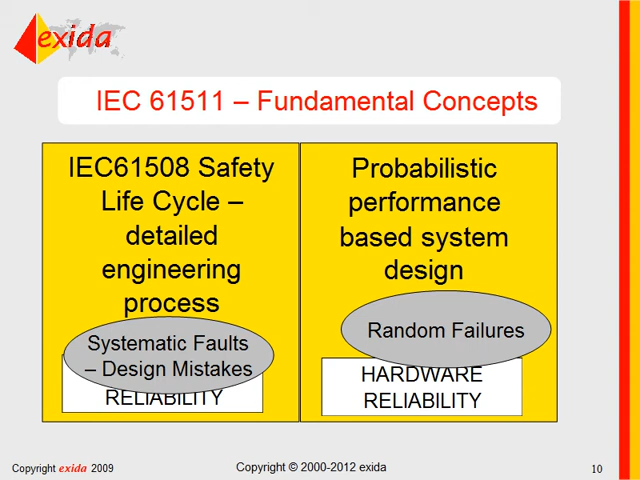 exida
IEC 61511 – Fundamental Concepts
IEC61508 Safety
Life Cycle –
detailed
engineering
process
Systematic Faults
– Design Mistakes
RELIABILITY
Probabilistic
performance
based system
design
Random Failures
HARDWARE
RELIABILITY
Copyright exida 2009
Copyright © 2000-2012 exida
10